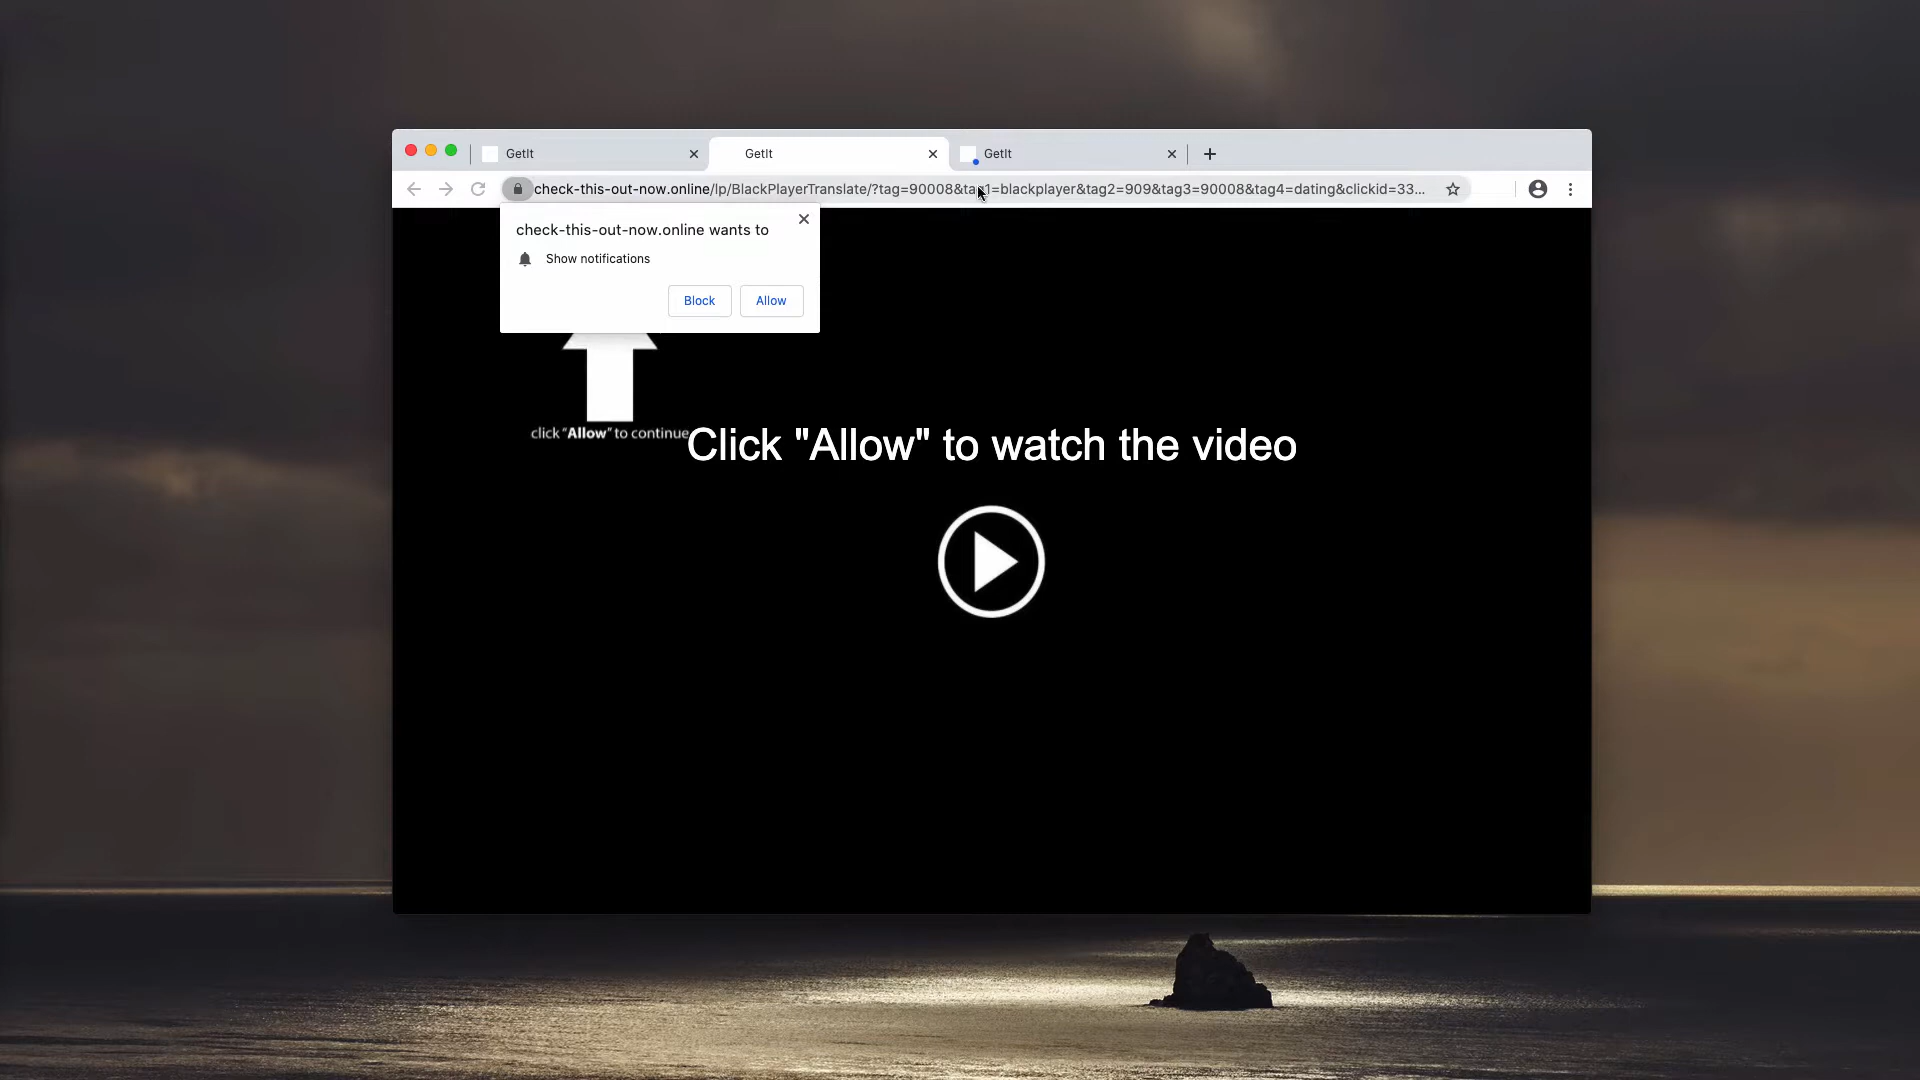 GetIt
GetIt
GetIt
check-this-out-now.online/lp/BlackPlayerTranslate/?tag=90008&tag1=blackplayer&tag2=909&tag3=90008&tag4=dating&clickid=33...
check-this-out-now.online wants to
Show notifications
Block
Allow
click "Allow" to continue
Click "Allow" to watch the video